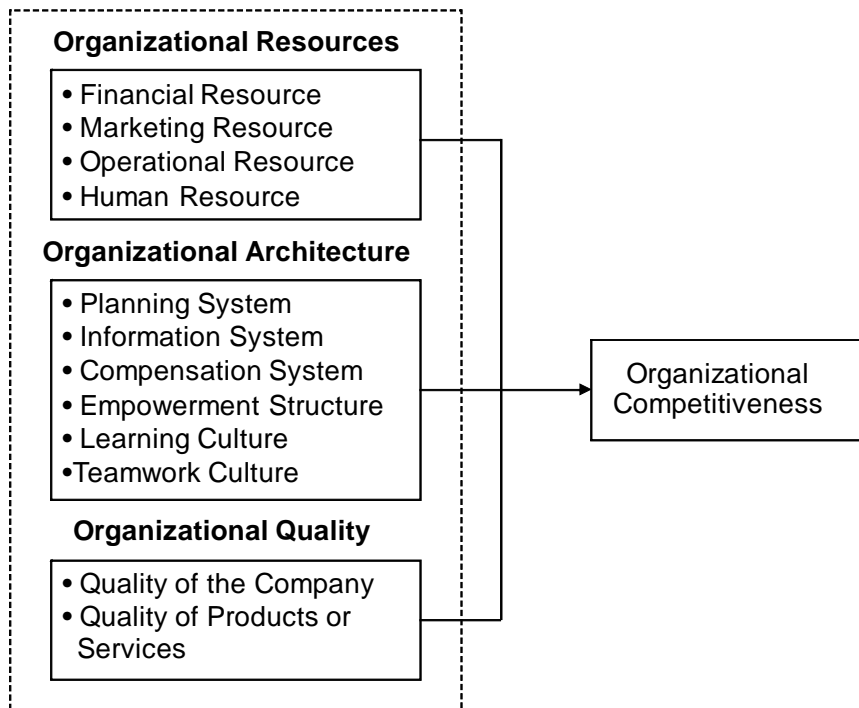 Organizational Resources
• Financial Resource
• Marketing Resource
• Operational Resource
• Human Resource
Organizational Architecture
• Planning System
• Information System
• Compensation System
• Empowerment Structure
• Learning Culture
•Teamwork Culture
Organizational Quality
• Quality of the Company
• Quality of Products or
Services
Organizational
Competitiveness